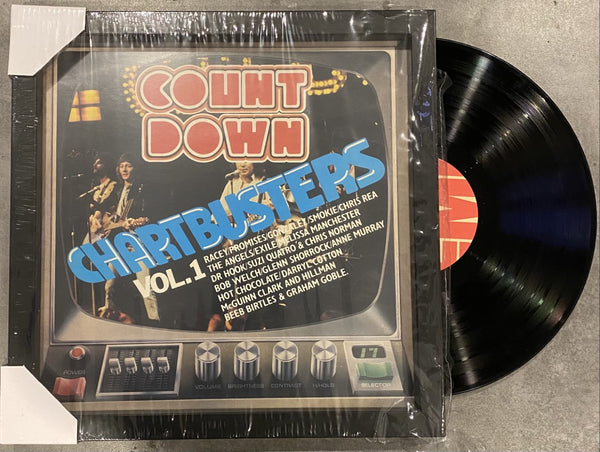 COUNT
DOWN
CHARTBUSTERS
VOL.1
RACEY/PROMISES/GONZALEZ/SMOKIE/CHRIS REA
THE ANGELS/EXILE/MELISSA MANCHESTER
DR HOOK/SUZI QUATRO & CHRIS NORMAN
BOB WELCH/GLENN SHORROCK/ANNE MURRAY
HOT CHOCOLATE/DARRYL COTTON
McGUINN CLARK AND HILLMAN
BEEB BIRTLES & GRAHAM GOBLE.
POWER
VOLUME
BRIGHTNESS
CONTRAST
H/HOLD
17
SELECTOR